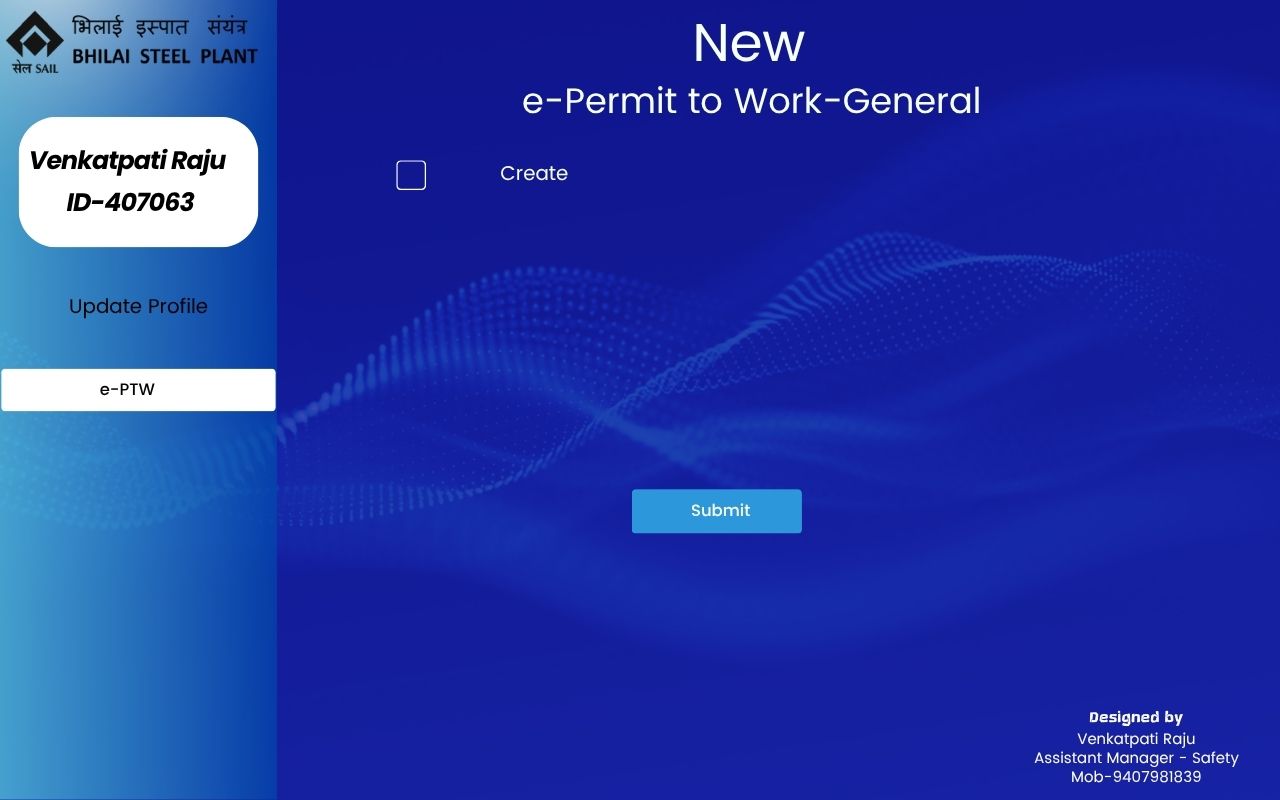 भिलाई इस्पात संयंत्र
BHILAI STEEL PLANT
सेल SAIL
Venkatpati Raju
ID-407063
Update Profile
e-PTW
New
e-Permit to Work-General
Create
Submit
Designed by
Venkatpati Raju
Assistant Manager - Safety
Mob-9407981839